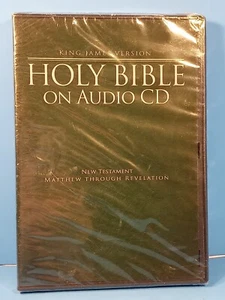 KING JAMES VERSION
HOLY BIBLE
ON AUDIO CD
NEW TESTAMENT
MATTHEW THROUGH REVELATION